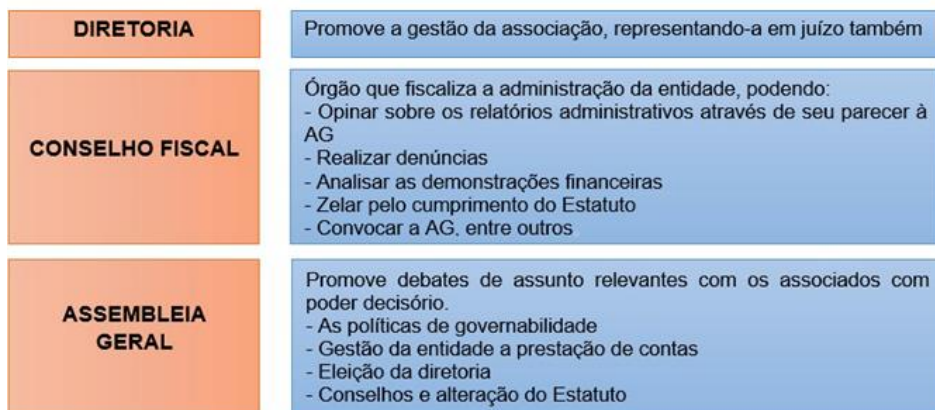 DIRETORIA
Promove a gestão da associação, representando-a em juízo também
CONSELHO FISCAL
Órgão que fiscaliza a administração da entidade, podendo:
- Opinar sobre os relatórios administrativos através de seu parecer à
AG
- Realizar denúncias
- Analisar as demonstrações financeiras
- Zelar pelo cumprimento do Estatuto
- Convocar a AG, entre outros
ASSEMBLEIA
GERAL
Promove debates de assunto relevantes com os associados com
poder decisório.
- As políticas de governabilidade
- Gestão da entidade a prestação de contas
- Eleição da diretoria
- Conselhos e alteração do Estatuto